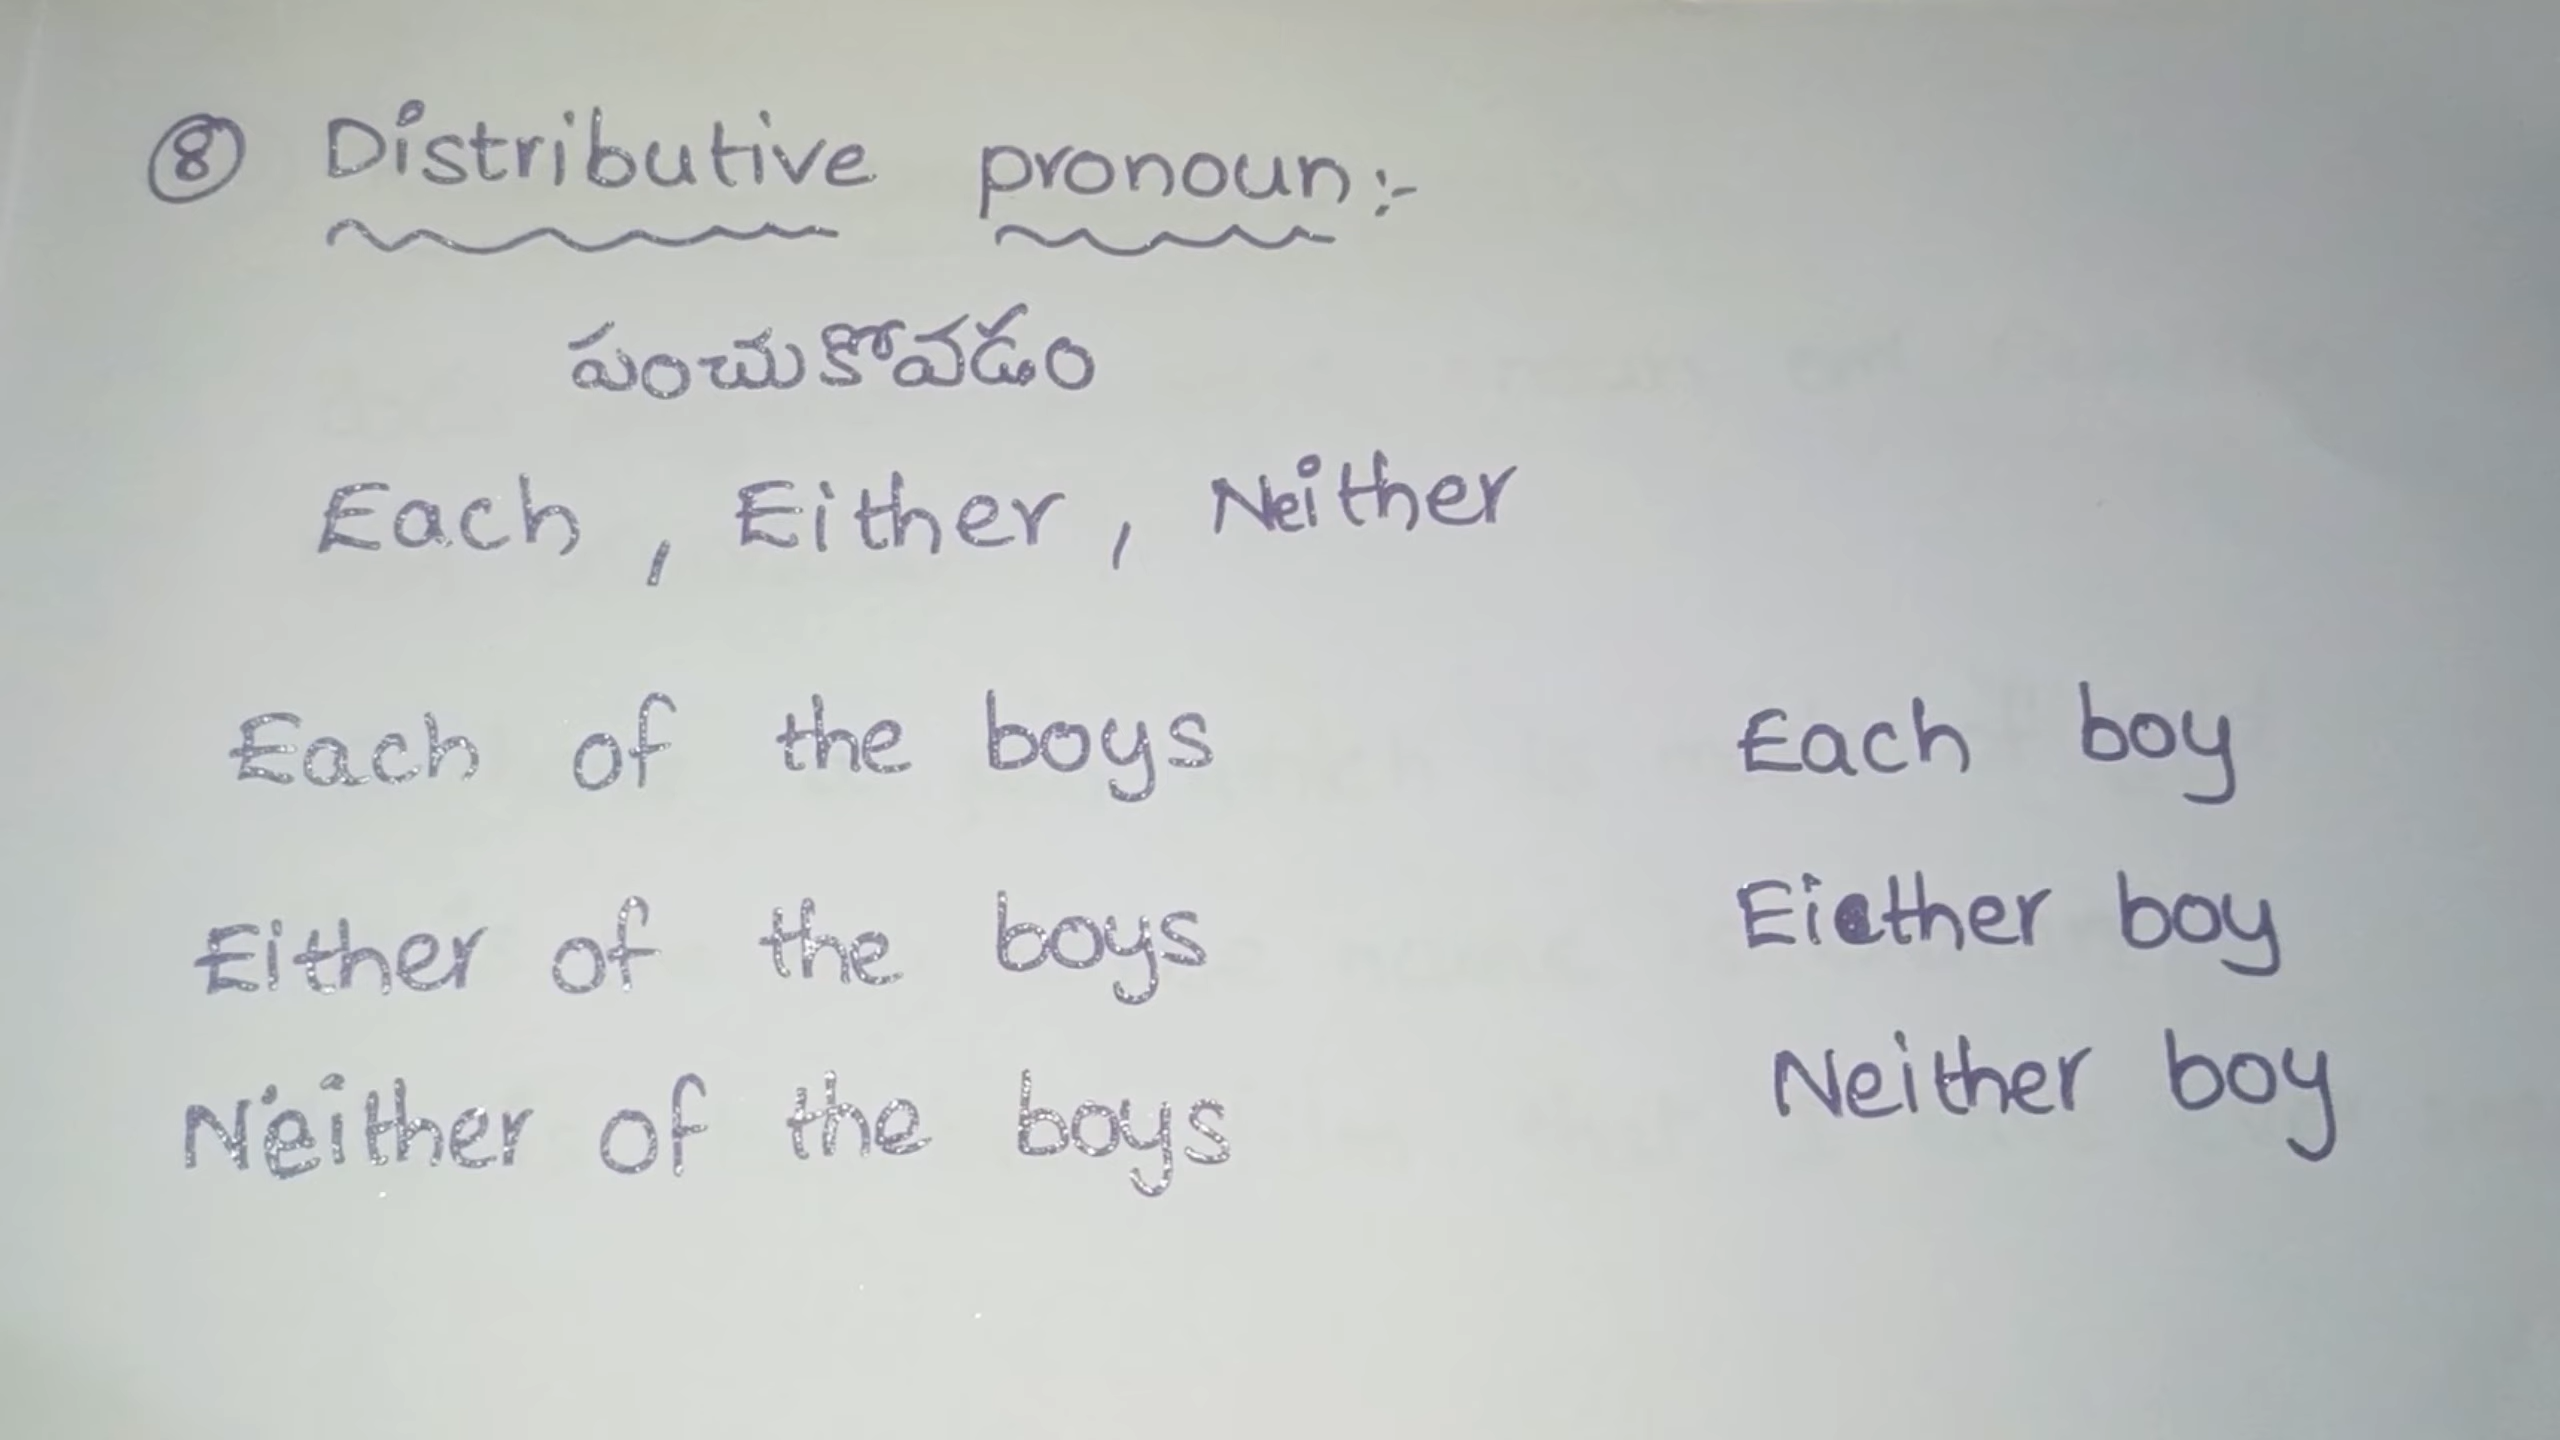 ⑧ Distributive pronoun:-
పంచుకోవడం
Each, Either, Neither
Each of the boys Each boy
Either of the boys Either boy
Neither of the boys Neither boy